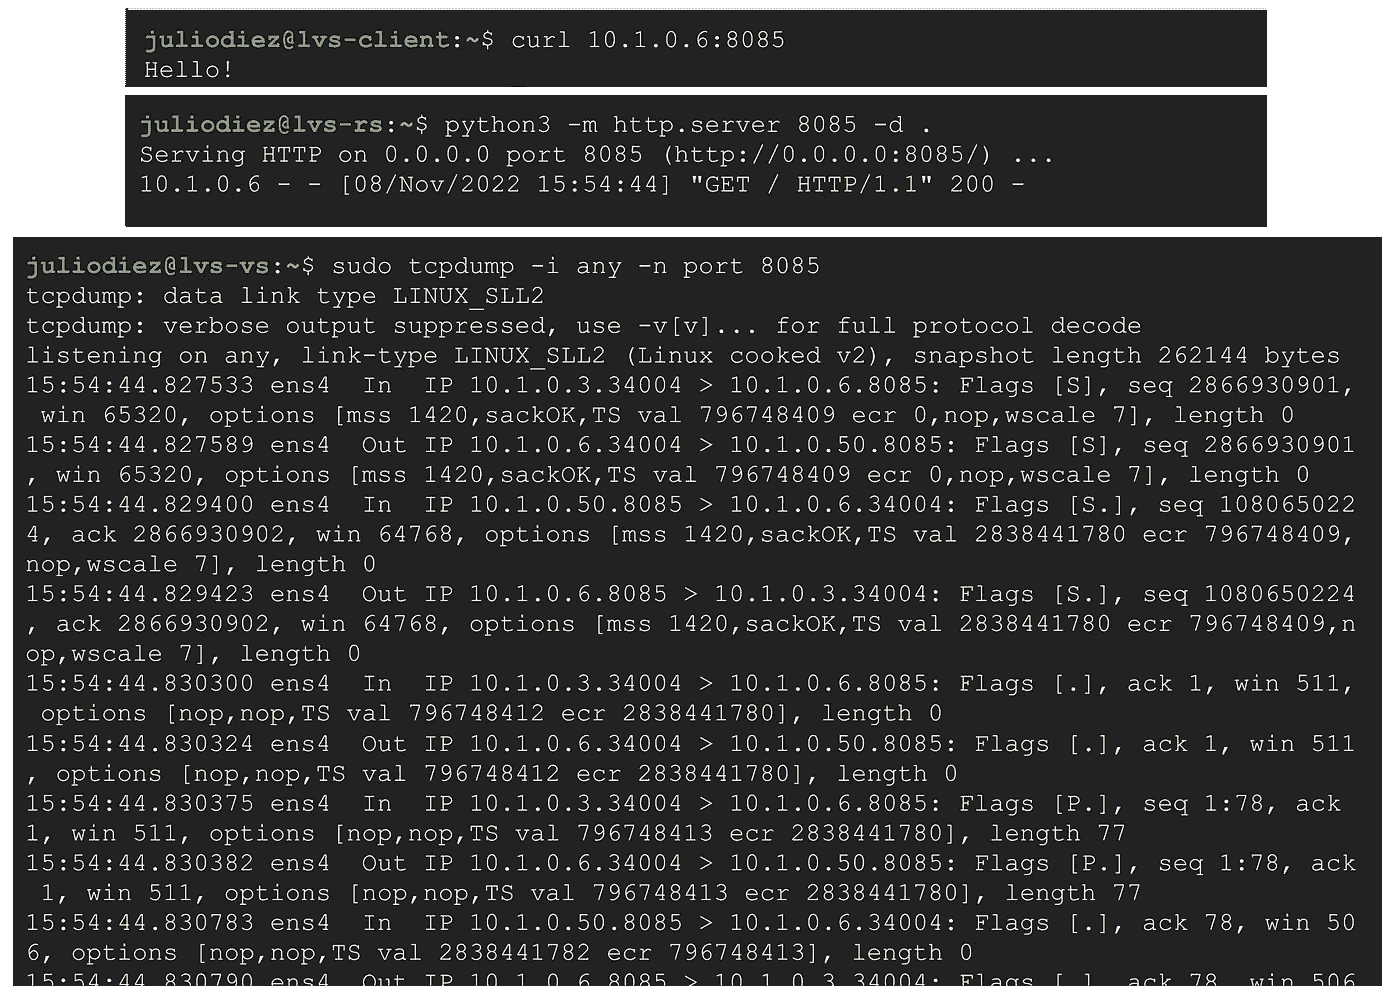 juliodiez@lvs-client:~$ curl 10.1.0.6:8085
Hello!
juliodiez@lvs-rs:~$ python3 -m http.server 8085 -d .
Serving HTTP on 0.0.0.0 port 8085 (http://0.0.0.0:8085/) ...
10.1.0.6 - - [08/Nov/2022 15:54:44] "GET / HTTP/1.1" 200 -
juliodiez@lvs-vs:~$ sudo tcpdump -i any -n port 8085
tcpdump: data link type LINUX_SLL2
tcpdump: verbose output suppressed, use -v[v]... for full protocol decode
listening on any, link-type LINUX_SLL2 (Linux cooked v2), snapshot length 262144 bytes
15:54:44.827533 ens4  In  IP 10.1.0.3.34004 > 10.1.0.6.8085: Flags [S], seq 2866930901,
 win 65320, options [mss 1420,sackOK,TS val 796748409 ecr 0,nop,wscale 7], length 0
15:54:44.827589 ens4  Out IP 10.1.0.6.34004 > 10.1.0.50.8085: Flags [S], seq 2866930901
, win 65320, options [mss 1420,sackOK,TS val 796748409 ecr 0,nop,wscale 7], length 0
15:54:44.829400 ens4  In  IP 10.1.0.50.8085 > 10.1.0.6.34004: Flags [S.], seq 108065022
4, ack 2866930902, win 64768, options [mss 1420,sackOK,TS val 2838441780 ecr 796748409,
nop,wscale 7], length 0
15:54:44.829423 ens4  Out IP 10.1.0.6.8085 > 10.1.0.3.34004: Flags [S.], seq 1080650224
, ack 2866930902, win 64768, options [mss 1420,sackOK,TS val 2838441780 ecr 796748409,n
op,wscale 7], length 0
15:54:44.830300 ens4  In  IP 10.1.0.3.34004 > 10.1.0.6.8085: Flags [.], ack 1, win 511,
 options [nop,nop,TS val 796748412 ecr 2838441780], length 0
15:54:44.830324 ens4  Out IP 10.1.0.6.34004 > 10.1.0.50.8085: Flags [.], ack 1, win 511
, options [nop,nop,TS val 796748412 ecr 2838441780], length 0
15:54:44.830375 ens4  In  IP 10.1.0.3.34004 > 10.1.0.6.8085: Flags [P.], seq 1:78, ack
1, win 511, options [nop,nop,TS val 796748413 ecr 2838441780], length 77
15:54:44.830382 ens4  Out IP 10.1.0.6.34004 > 10.1.0.50.8085: Flags [P.], seq 1:78, ack
 1, win 511, options [nop,nop,TS val 796748413 ecr 2838441780], length 77
15:54:44.830783 ens4  In  IP 10.1.0.50.8085 > 10.1.0.6.34004: Flags [.], ack 78, win 50
6, options [nop,nop,TS val 2838441782 ecr 796748413], length 0
15:54:44.830790 ens4  Out IP 10.1.0.6.8085 > 10.1.0.3.34004: Flags [.], ack 78, win 506